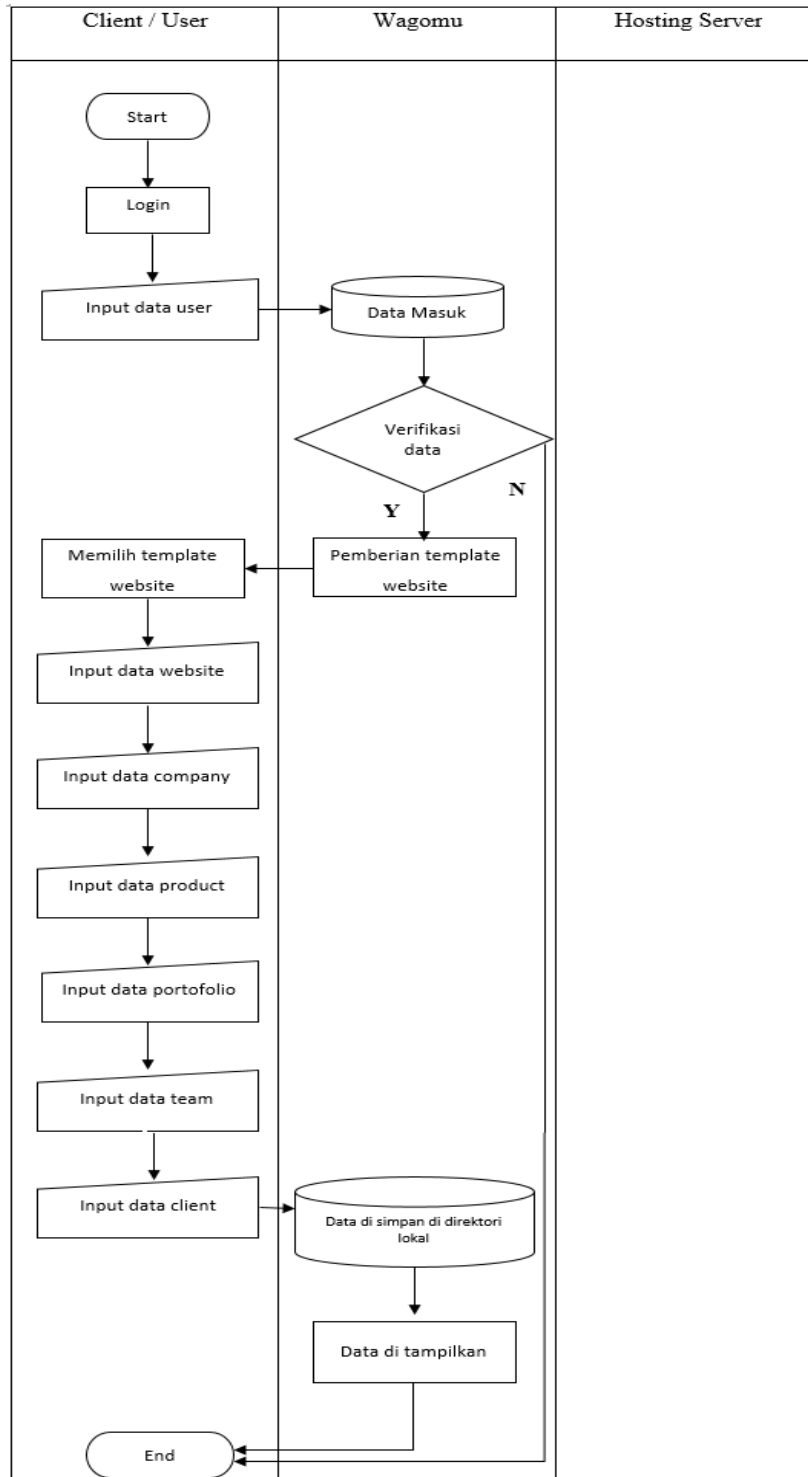 Client / User
Wagomu
Hosting Server
Start
Login
Input data user
Data Masuk
Verifikasi
data
N
Y
Pemberian template
website
Memilih template
website
Input data website
Input data company
Input data product
Input data portofolio
Input data team
Input data client
Data di simpan di direktori
lokal
Data di tampilkan
End